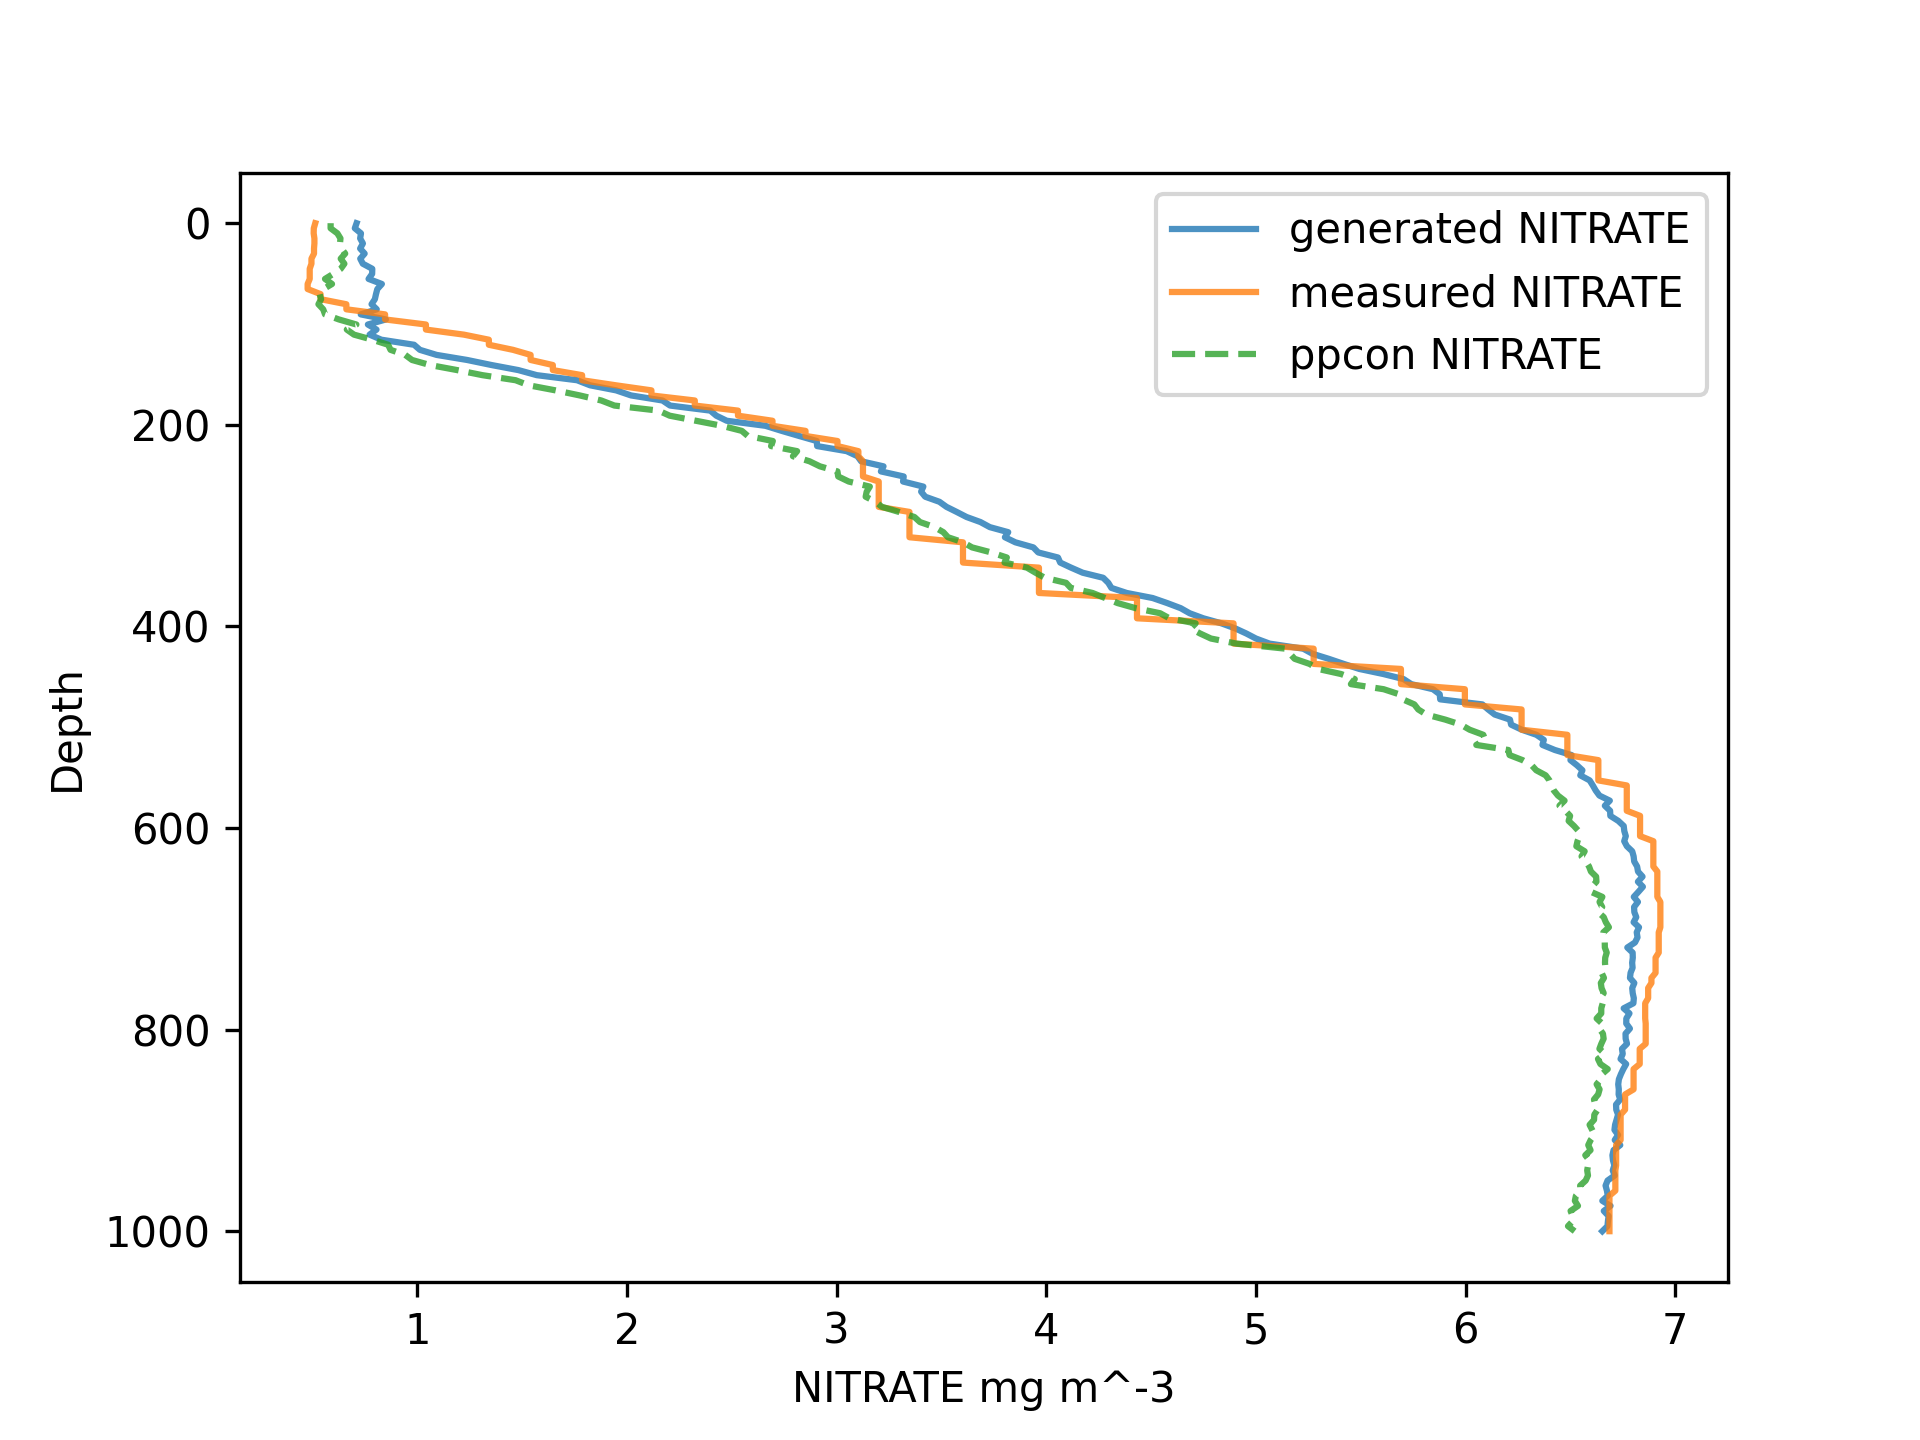 generated NITRATE
measured NITRATE
ppcon NITRATE
0
200
400
600
800
1000
Depth
1 2 3 4 5 6 7
NITRATE mg m^-3